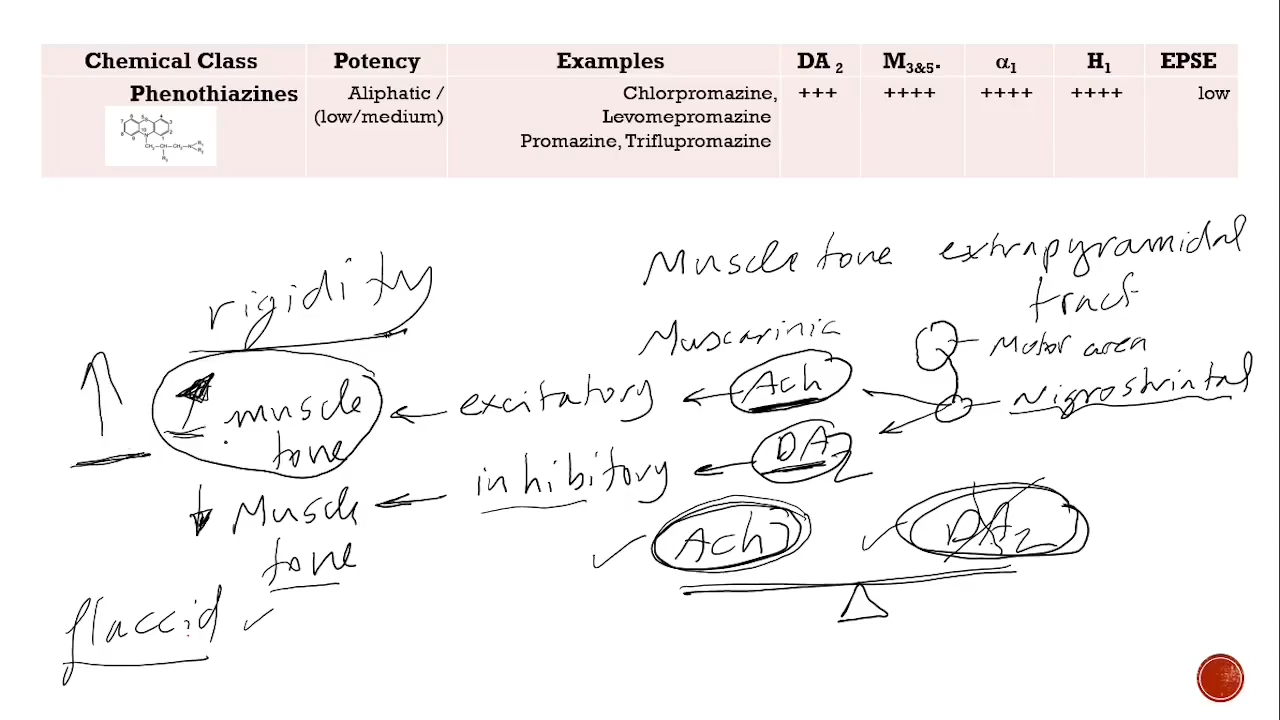 Chemical Class Potency Examples DA 2 M3&5. α1 H1 EPSE
Phenothiazines Aliphatic / Chlorpromazine, +++ ++++ ++++ ++++ low
(low/medium) Levomepromazine
Promazine, Triflupromazine
Muscle tone extrapyramidal
tract
rigidity
Muscarinic
Motor area
↑ muscle
tone
excitatory
Ach
Nigrostrintal
DA2
inhibitory
↓ Muscle
tone
Ach
DA2
flaccid